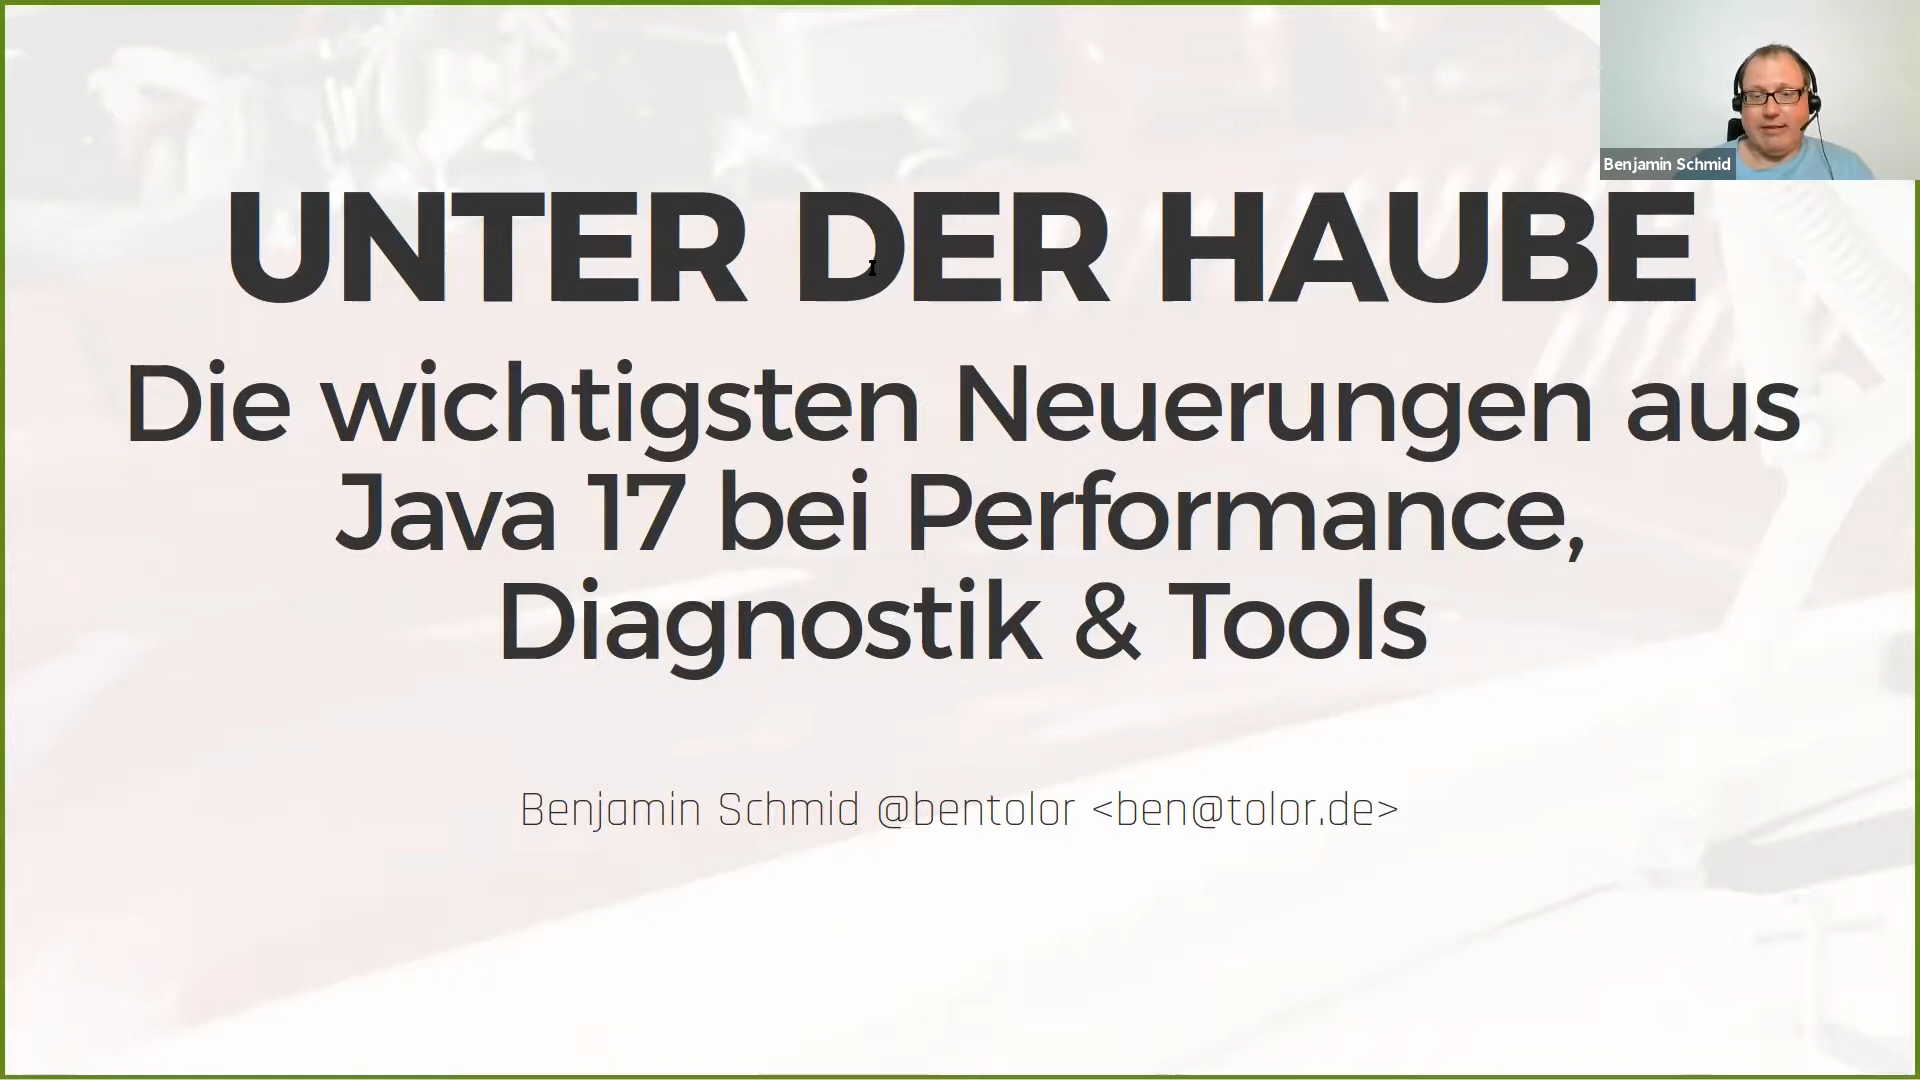 UNTER DER HAUBE
Die wichtigsten Neuerungen aus
Java 17 bei Performance,
Diagnostik & Tools
Benjamin Schmid @bentolor <ben@tolor.de>
Benjamin Schmid